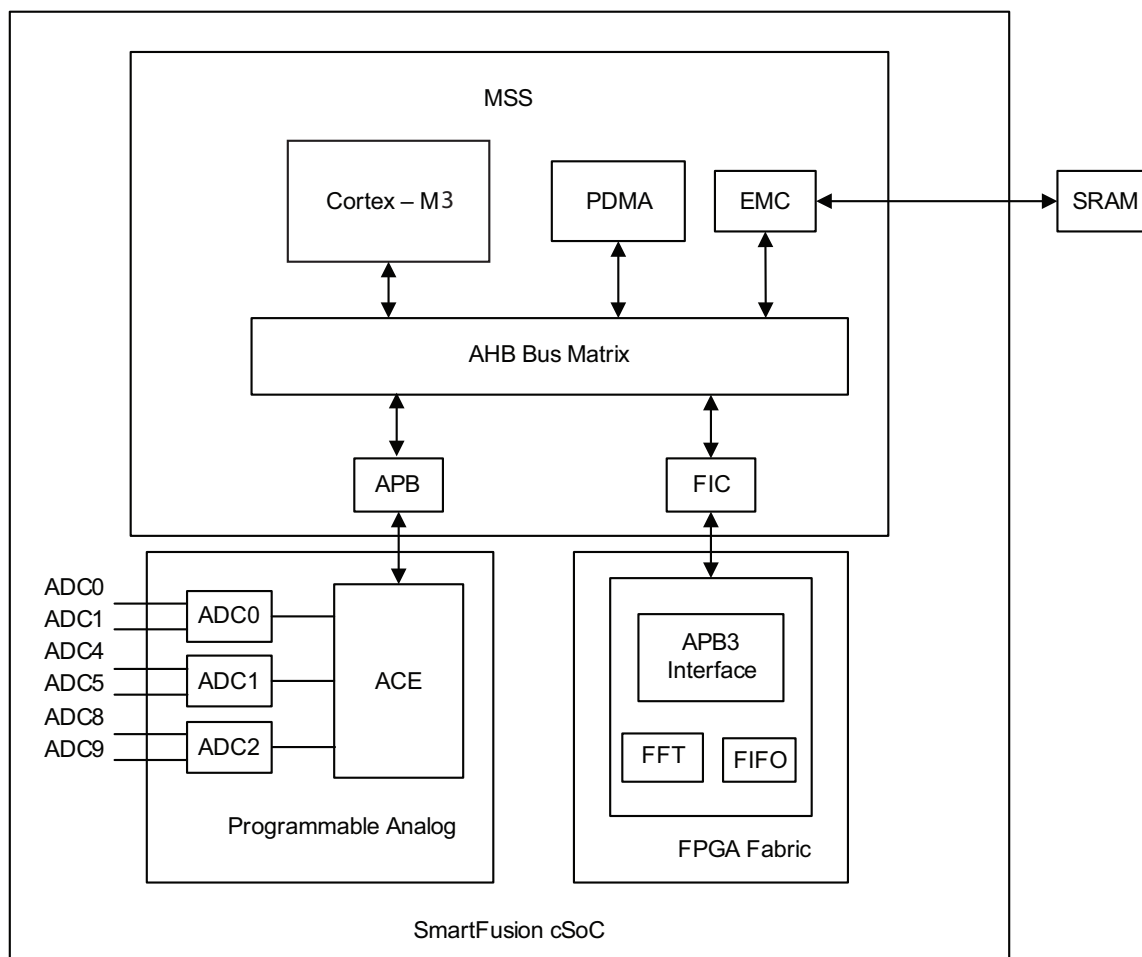 MSS
Cortex – M3
PDMA
EMC
SRAM
AHB Bus Matrix
APB
FIC
ADC0
ADC1
ADC4
ADC5
ADC8
ADC9
ADC0
ADC1
ADC2
ACE
Programmable Analog
APB3
Interface
FFT
FIFO
FPGA Fabric
SmartFusion cSoC